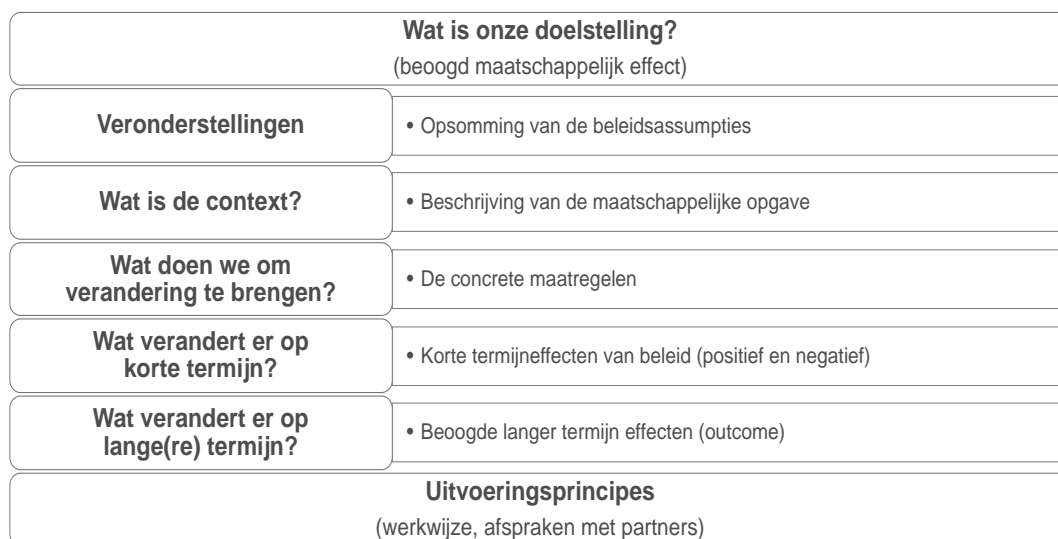 Wat is onze doelstelling?
(beoogd maatschappelijk effect)
Veronderstellingen
• Opsomming van de beleidsassumpties
Wat is de context?
• Beschrijving van de maatschappelijke opgave
Wat doen we om
verandering te brengen?
• De concrete maatregelen
Wat verandert er op
korte termijn?
• Korte termijneffecten van beleid (positief en negatief)
Wat verandert er op
lange(re) termijn?
• Beoogde langer termijn effecten (outcome)
Uitvoeringsprincipes
(werkwijze, afspraken met partners)